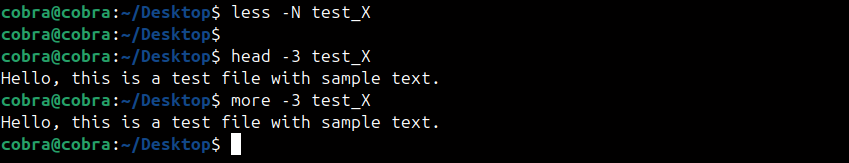 cobra@cobra:~/Desktop$ less -N test_X
cobra@cobra:~/Desktop$
cobra@cobra:~/Desktop$ head -3 test_X
Hello, this is a test file with sample text.
cobra@cobra:~/Desktop$ more -3 test_X
Hello, this is a test file with sample text.
cobra@cobra:~/Desktop$